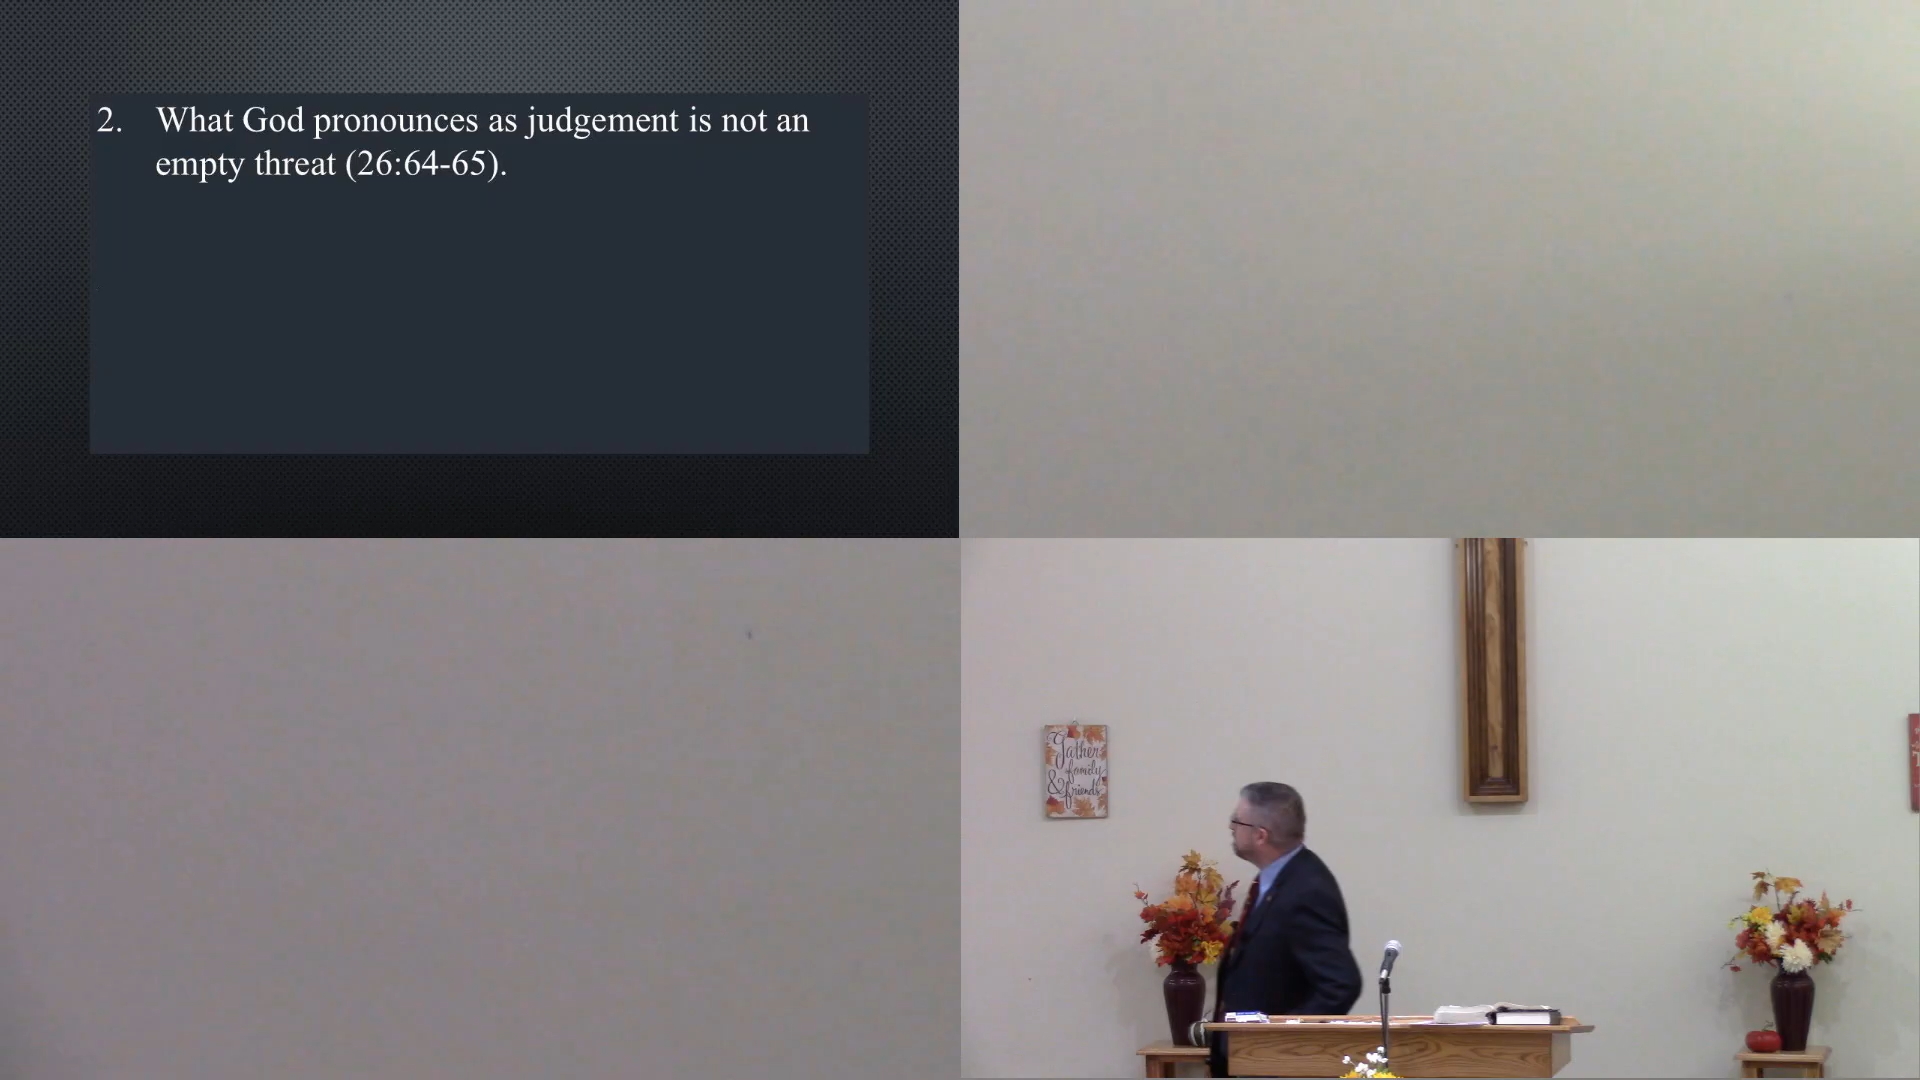 2. What God pronounces as judgement is not an
empty threat (26:64-65).
Gather
family
& friends